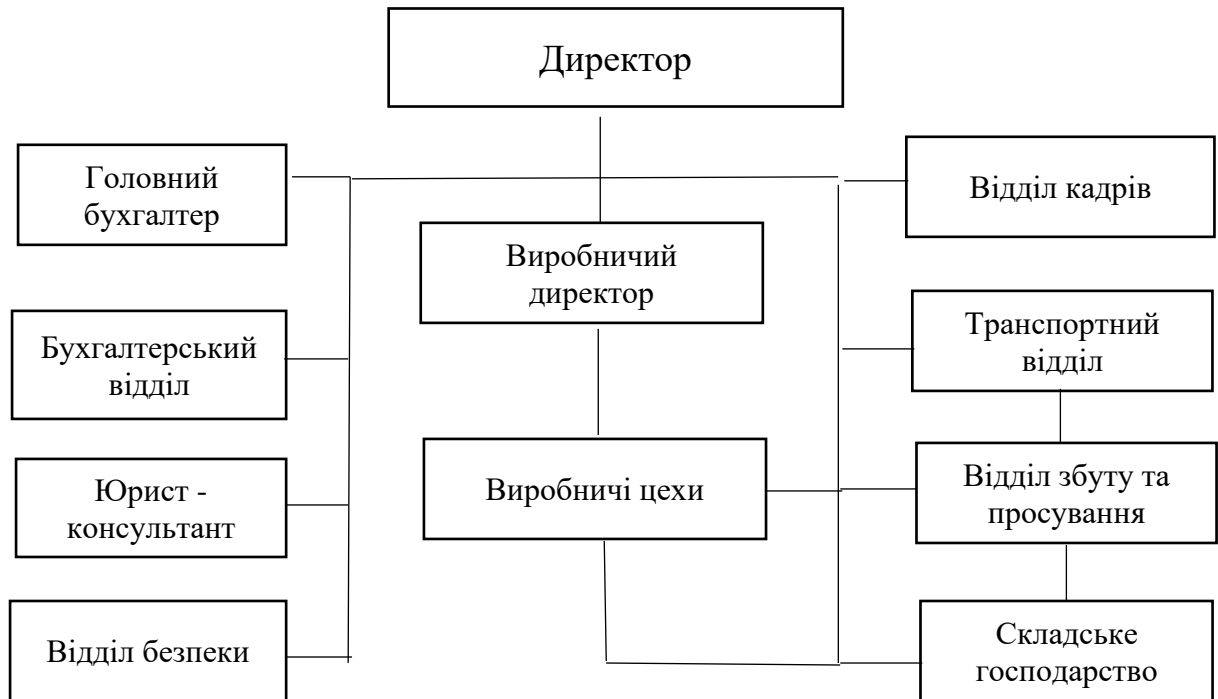 Директор
Головний
бухгалтер
Відділ кадрів
Виробничий
директор
Бухгалтерський
відділ
Транспортний
відділ
Юрист -
консультант
Виробничі цехи
Відділ збуту та
просування
Відділ безпеки
Складське
господарство